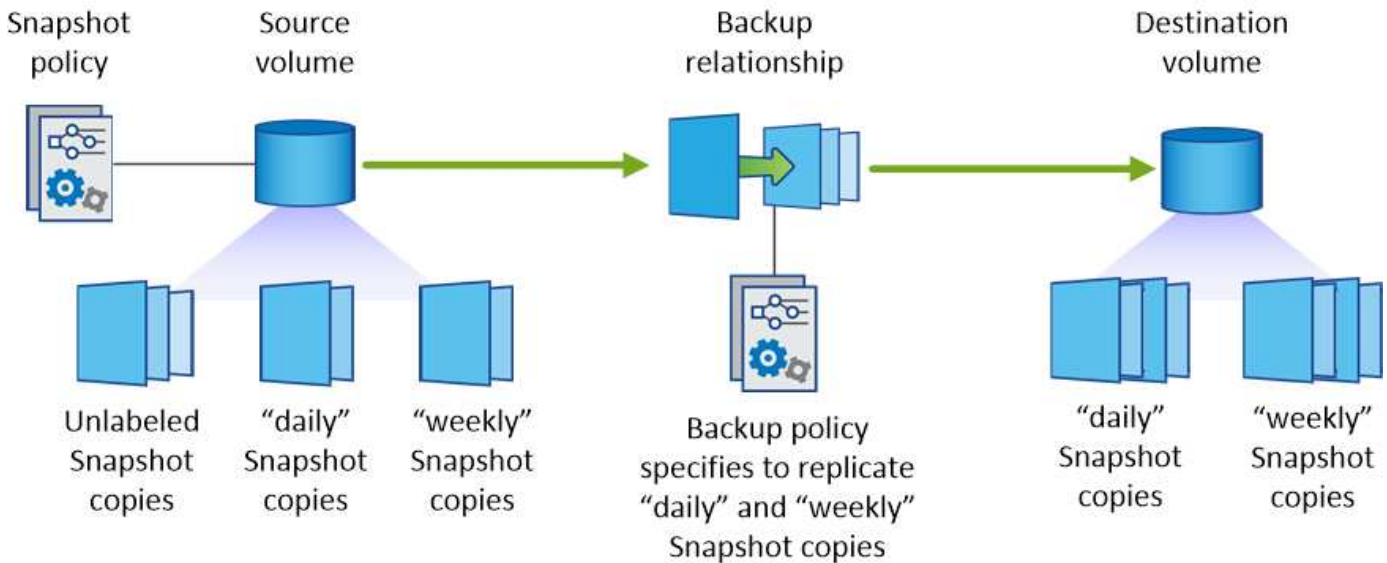 Snapshot
policy
Source
volume
Backup
relationship
Destination
volume
Unlabeled
Snapshot
copies
“daily”
Snapshot
copies
“weekly”
Snapshot
copies
Backup policy
specifies to replicate
“daily” and “weekly”
Snapshot copies
“daily”
Snapshot
copies
“weekly”
Snapshot
copies